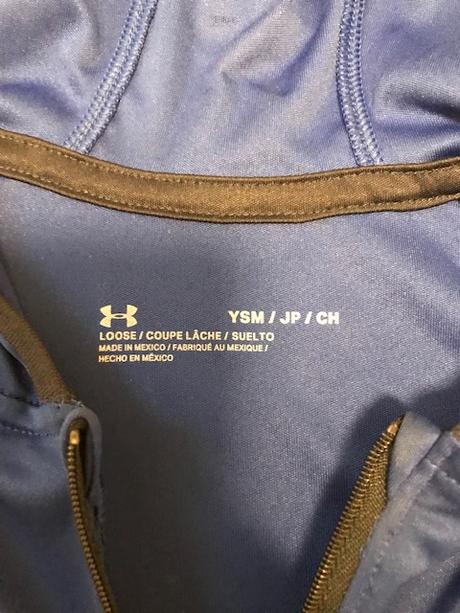 YSM / JP / CH
LOOSE / COUPE LÂCHE / SUELTO
MADE IN MEXICO / FABRIQUÉ AU MEXIQUE /
HECHO EN MÉXICO